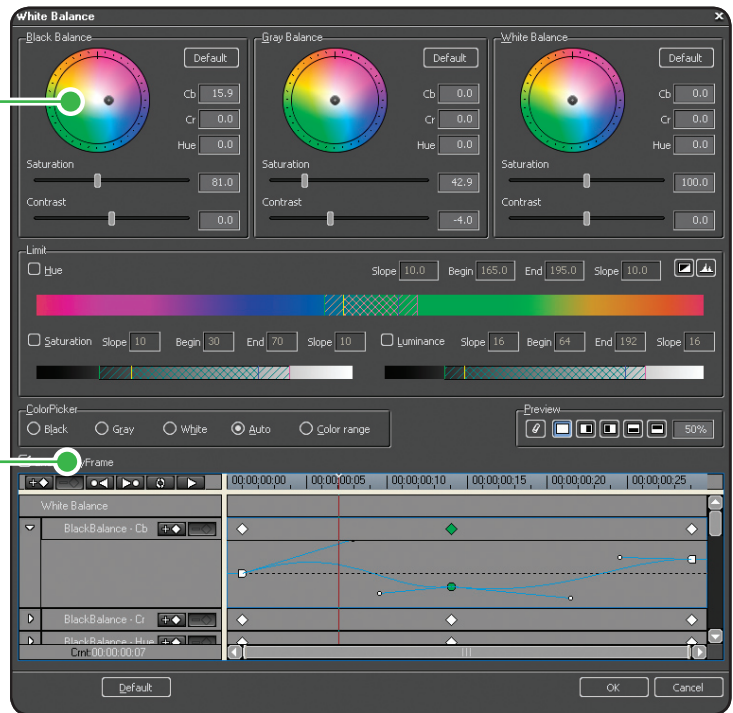 White Balance
Black Balance
Default
Cb 15.9
Cr 0.0
Hue 0.0
Saturation
81.0
Contrast
0.0
Gray Balance
Default
Cb 0.0
Cr 0.0
Hue 0.0
Saturation
42.9
Contrast
-4.0
White Balance
Default
Cb 0.0
Cr 0.0
Hue 0.0
Saturation
100.0
Contrast
0.0
Limit
Hue Slope 10.0 Begin 165.0 End 195.0 Slope 10.0
Saturation Slope 10 Begin 30 End 70 Slope 10
Luminance Slope 16 Begin 64 End 192 Slope 16
ColorPicker
Black Gray White Auto Color range
Preview
50%
Frame
00:00:00:00 00:00:00:05 00:00:00:10 00:00:00:15 00:00:00:20 00:00:00:25
White Balance
BlackBalance - Cb
BlackBalance - Cr
BlackBalance - Hue
Crnt:00:00:00:07
Default OK Cancel